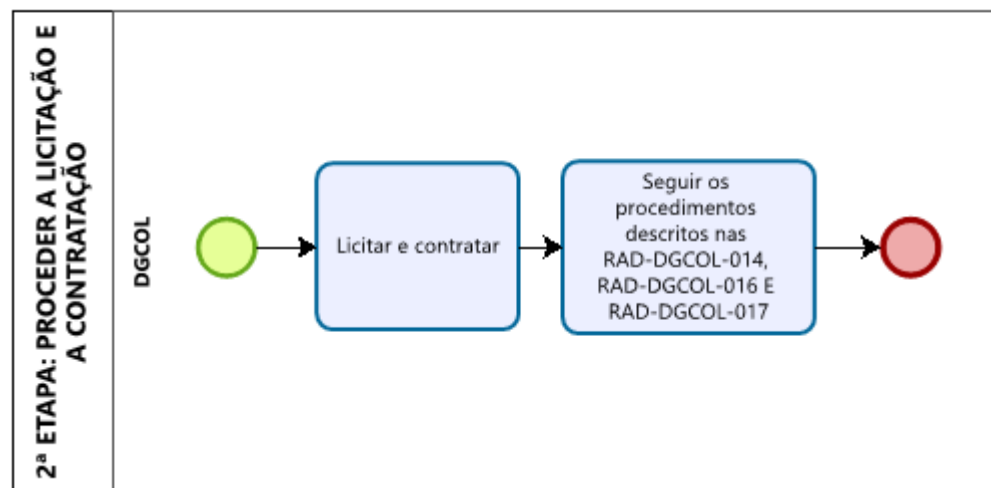 2ª ETAPA: PROCEDER A LICITAÇÃO E
A CONTRATAÇÃO
DGCOL
Licitar e contratar
Seguir os
procedimentos
descritos nas
RAD-DGCOL-014,
RAD-DGCOL-016 E
RAD-DGCOL-017